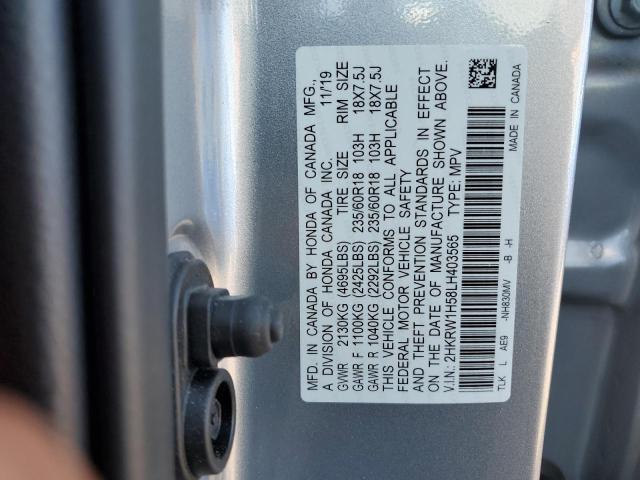 MFD. IN CANADA BY HONDA OF CANADA MFG.,
A DIVISION OF HONDA CANADA INC. 11/19
GVWR 2130KG (4695LBS) TIRE SIZE RIM SIZE
GAWR F 1100KG (2425LBS) 235/60R18 103H 18X7.5J
GAWR R 1040KG (2292LBS) 235/60R18 103H 18X7.5J
THIS VEHICLE CONFORMS TO ALL APPLICABLE
FEDERAL MOTOR VEHICLE SAFETY
AND THEFT PREVENTION STANDARDS IN EFFECT
ON THE DATE OF MANUFACTURE SHOWN ABOVE.
V.I.N.: 2HKRW1H58LH403565 TYPE: MPV
TLK L AE9 -NH830M/V -B -H
MADE IN CANADA